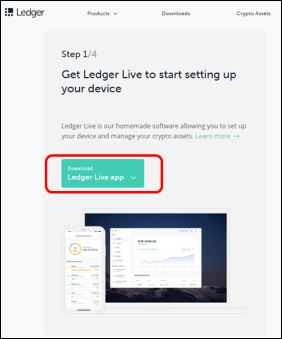 Ledger
Products
Downloads
Crypto Assets
Step 1/4
Get Ledger Live to start setting up
your device
Ledger Live is our homemade software allowing you to set up
your device and manage your crypto assets. Learn more →
Download
Ledger Live app